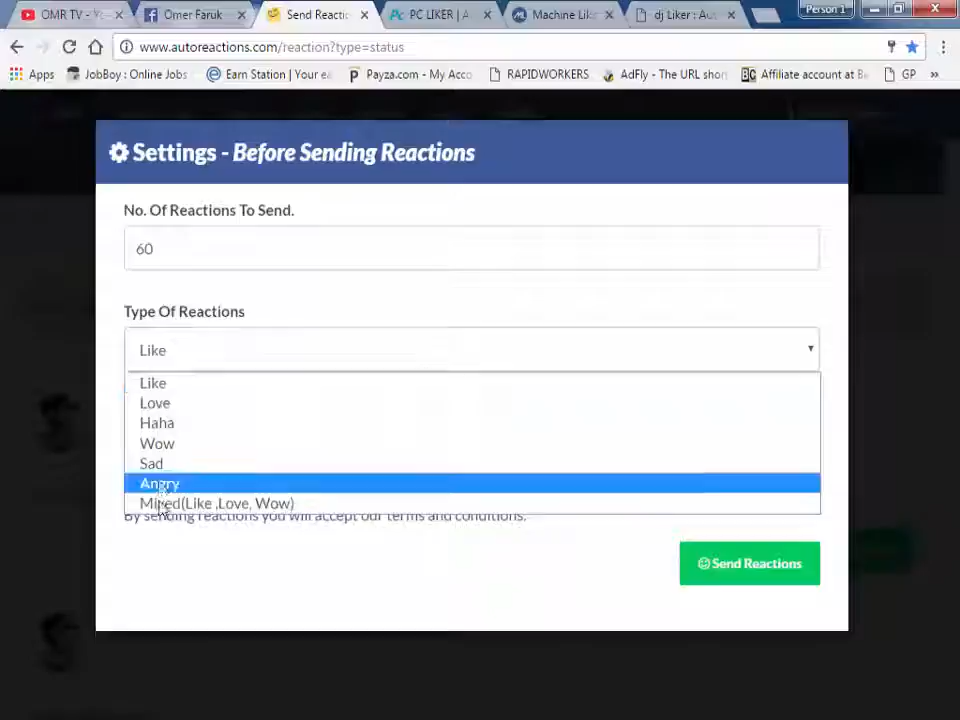 OMR TV - Y
Omer Faruk
Send Reactio
PC LIKER | A
Machine Like
dj Liker : Aut
Person 1
www.autoreactions.com/reaction?type=status
Apps
JobBoy : Online Jobs
Earn Station | Your ea
Payza.com - My Acco
RAPIDWORKERS
AdFly - The URL short
Affiliate account at Be
GP
»
Settings - Before Sending Reactions
No. Of Reactions To Send.
60
Type Of Reactions
Like
Like
Love
Haha
Wow
Sad
Angry
Mixed(Like ,Love, Wow)
By sending reactions you will accept our terms and conditions.
Send Reactions